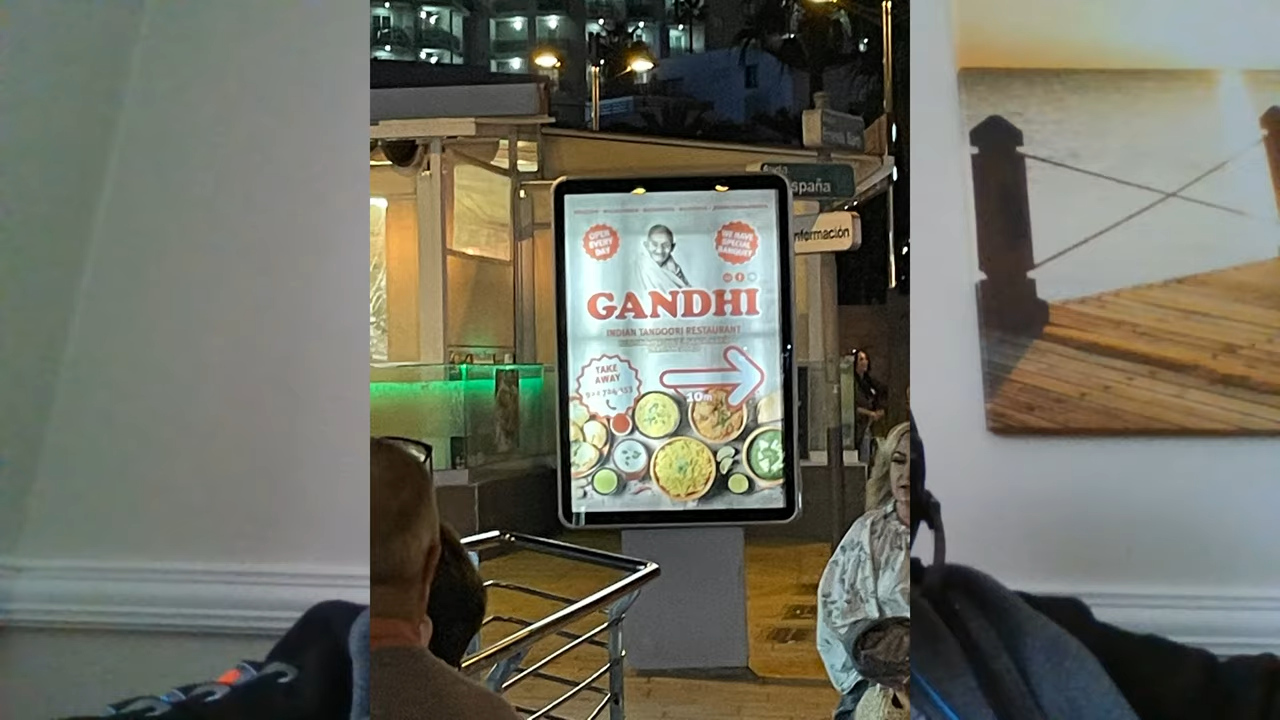 España
Información
OPEN
EVERY
DAY
WE HAVE
SPECIAL
BANQUET
GANDHI
INDIAN TANDOORI RESTAURANT
TAKE
AWAY
10m